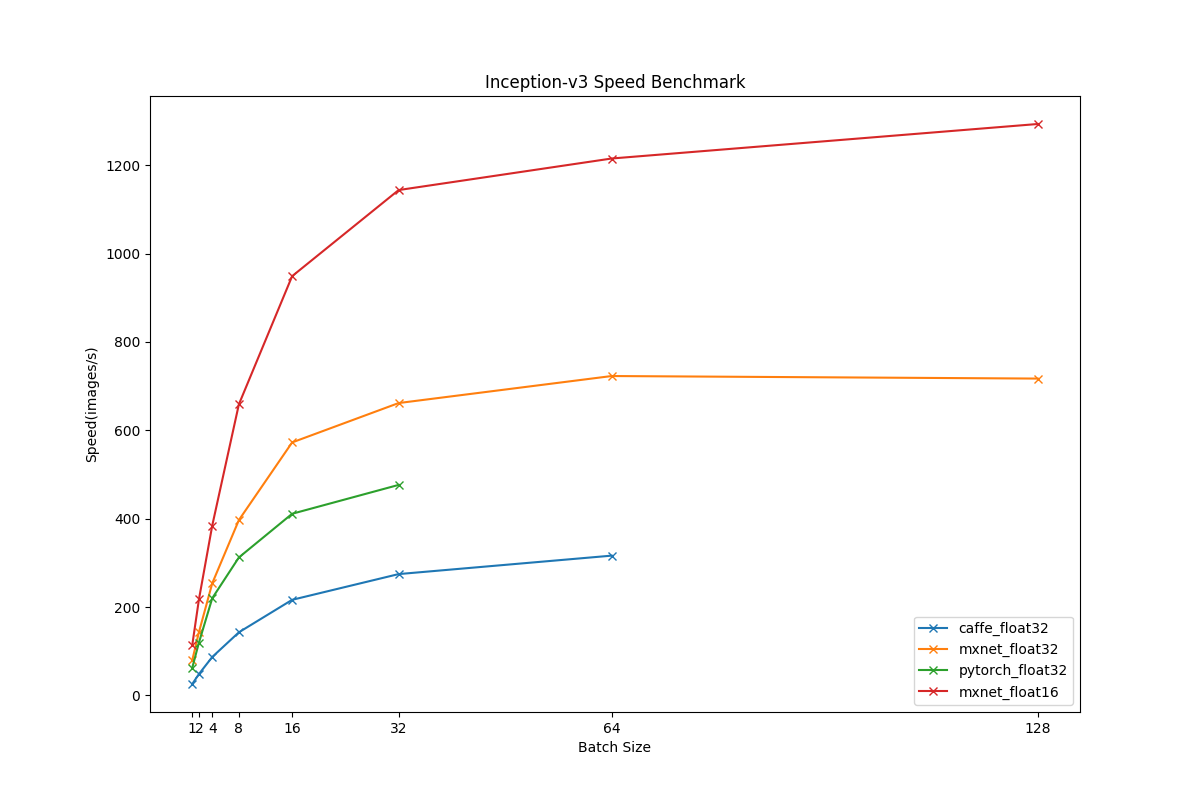 Inception-v3 Speed Benchmark
1200
1000
800
600
400
200
0
Speed(images/s)
1 2 4 8 16 32 64 128
Batch Size
caffe_float32
mxnet_float32
pytorch_float32
mxnet_float16